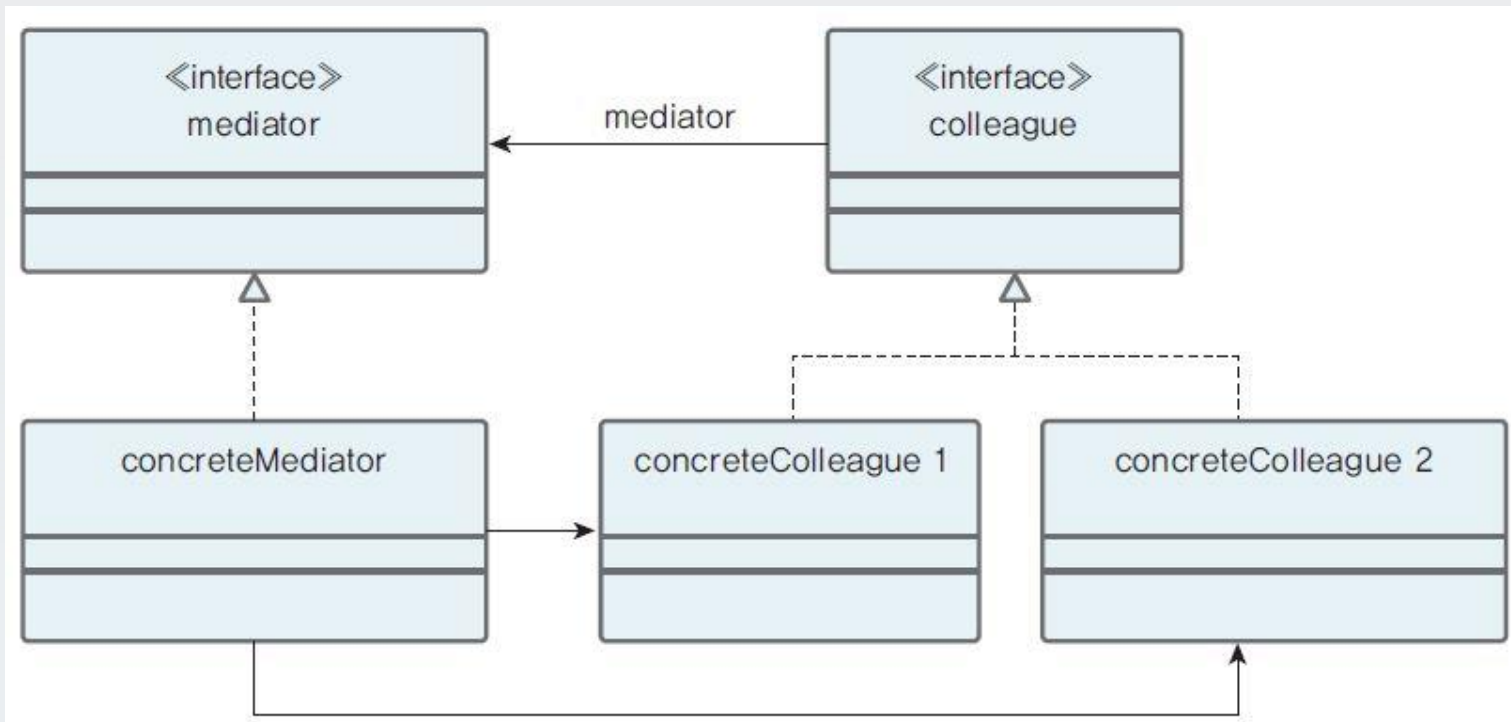 ≪interface≫
mediator
mediator
≪interface≫
colleague
concreteMediator
concreteColleague 1
concreteColleague 2